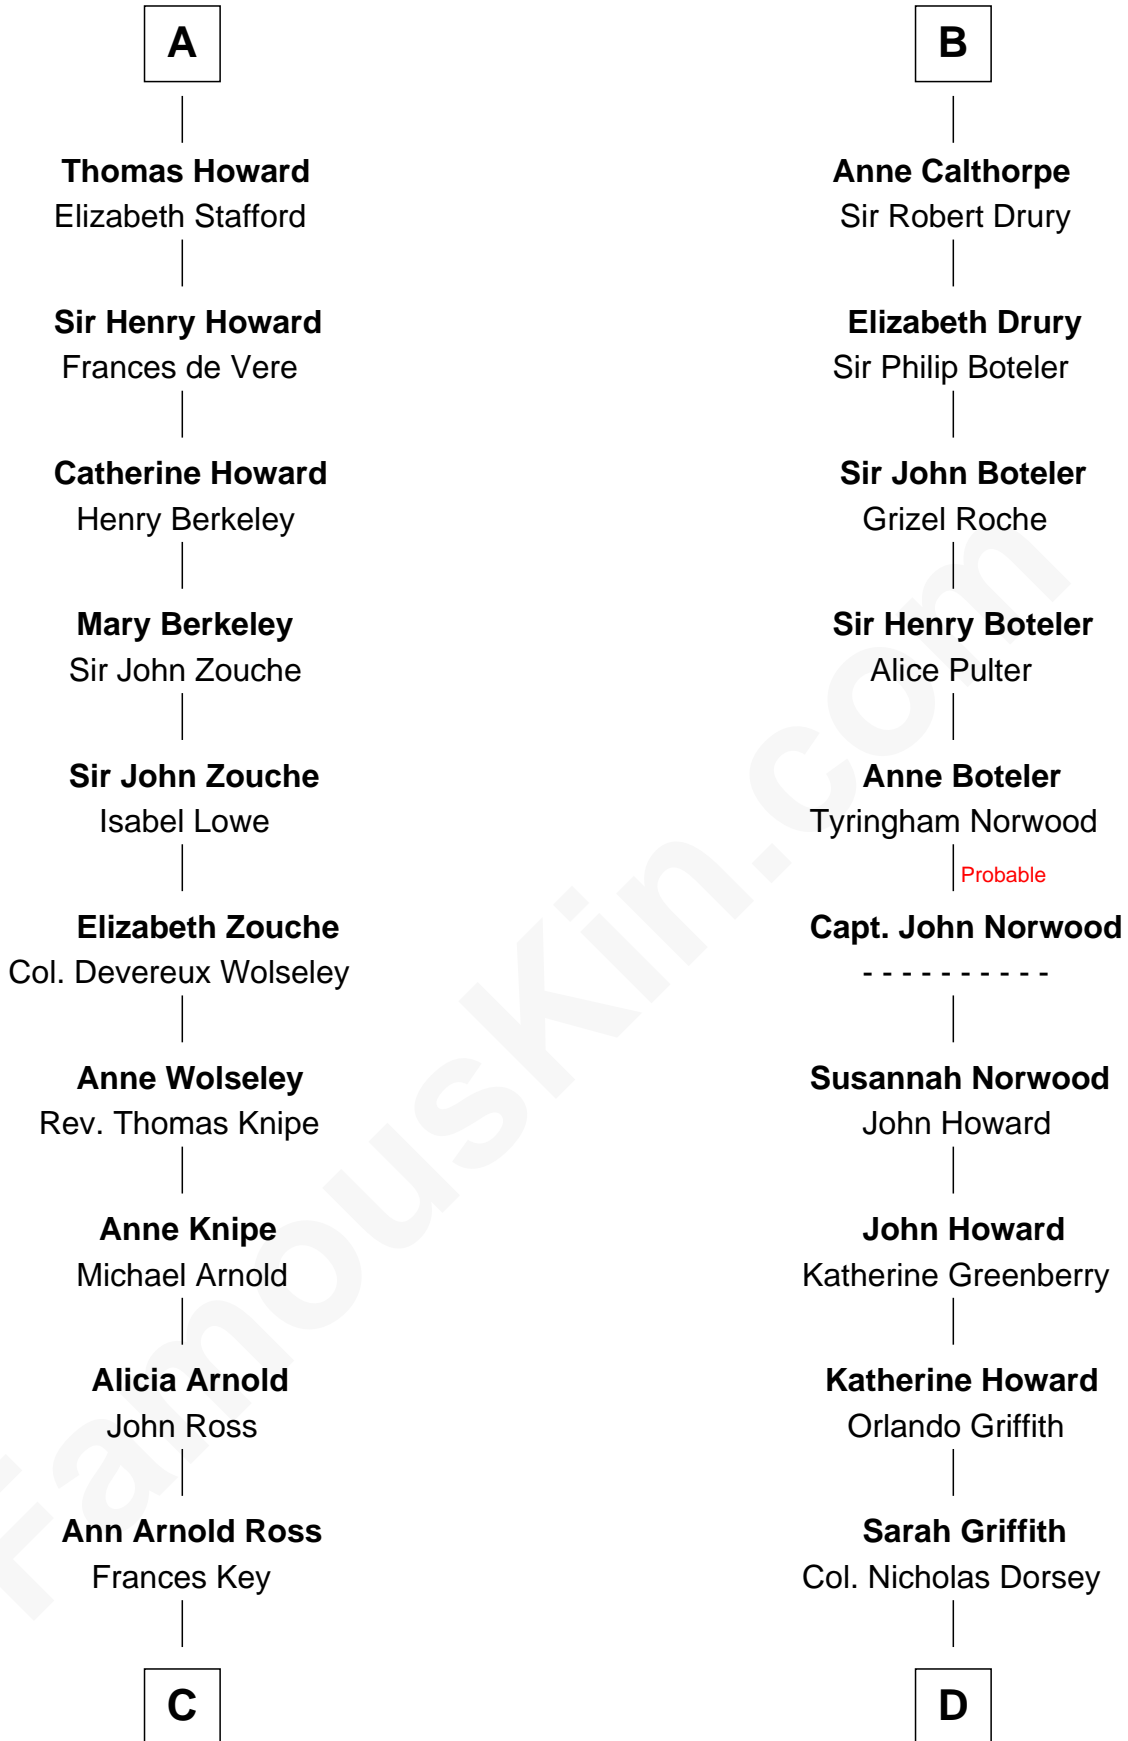 A
Thomas Howard
Elizabeth Stafford
Sir Henry Howard
Frances de Vere
Catherine Howard
Henry Berkeley
Mary Berkeley
Sir John Zouche
Sir John Zouche
Isabel Lowe
Elizabeth Zouche
Col. Devereux Wolseley
Anne Wolseley
Rev. Thomas Knipe
Anne Knipe
Michael Arnold
Alicia Arnold
John Ross
Ann Arnold Ross
Frances Key
C
B
Anne Calthorpe
Sir Robert Drury
Elizabeth Drury
Sir Philip Boteler
Sir John Boteler
Grizel Roche
Sir Henry Boteler
Alice Pulter
Anne Boteler
Tyringham Norwood
Probable
Capt. John Norwood
- - - - - - - - - -
Susannah Norwood
John Howard
John Howard
Katherine Greenberry
Katherine Howard
Orlando Griffith
Sarah Griffith
Col. Nicholas Dorsey
D
FamousKin.com